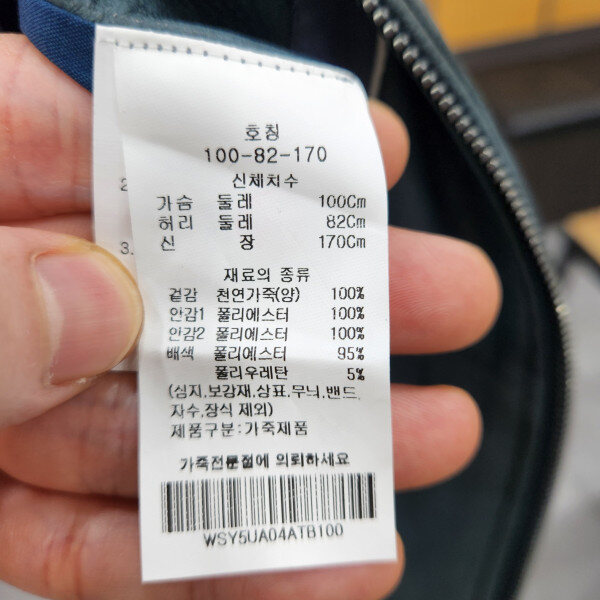 호칭
100-82-170
신체치수
가슴 둘레 100Cm
허리 둘레 82Cm
신 장 170Cm
재료의 종류
겉감 천연가죽(양) 100%
안감1 폴리에스터 100%
안감2 폴리에스터 100%
배색 폴리에스터 95%
폴리우레탄 5%
(심지,보강재,상표,무늬,밴드,
자수,장식 제외)
제품구분:가죽제품
가죽전문점에 의뢰하세요
WSY5UA04ATB100
2
3.